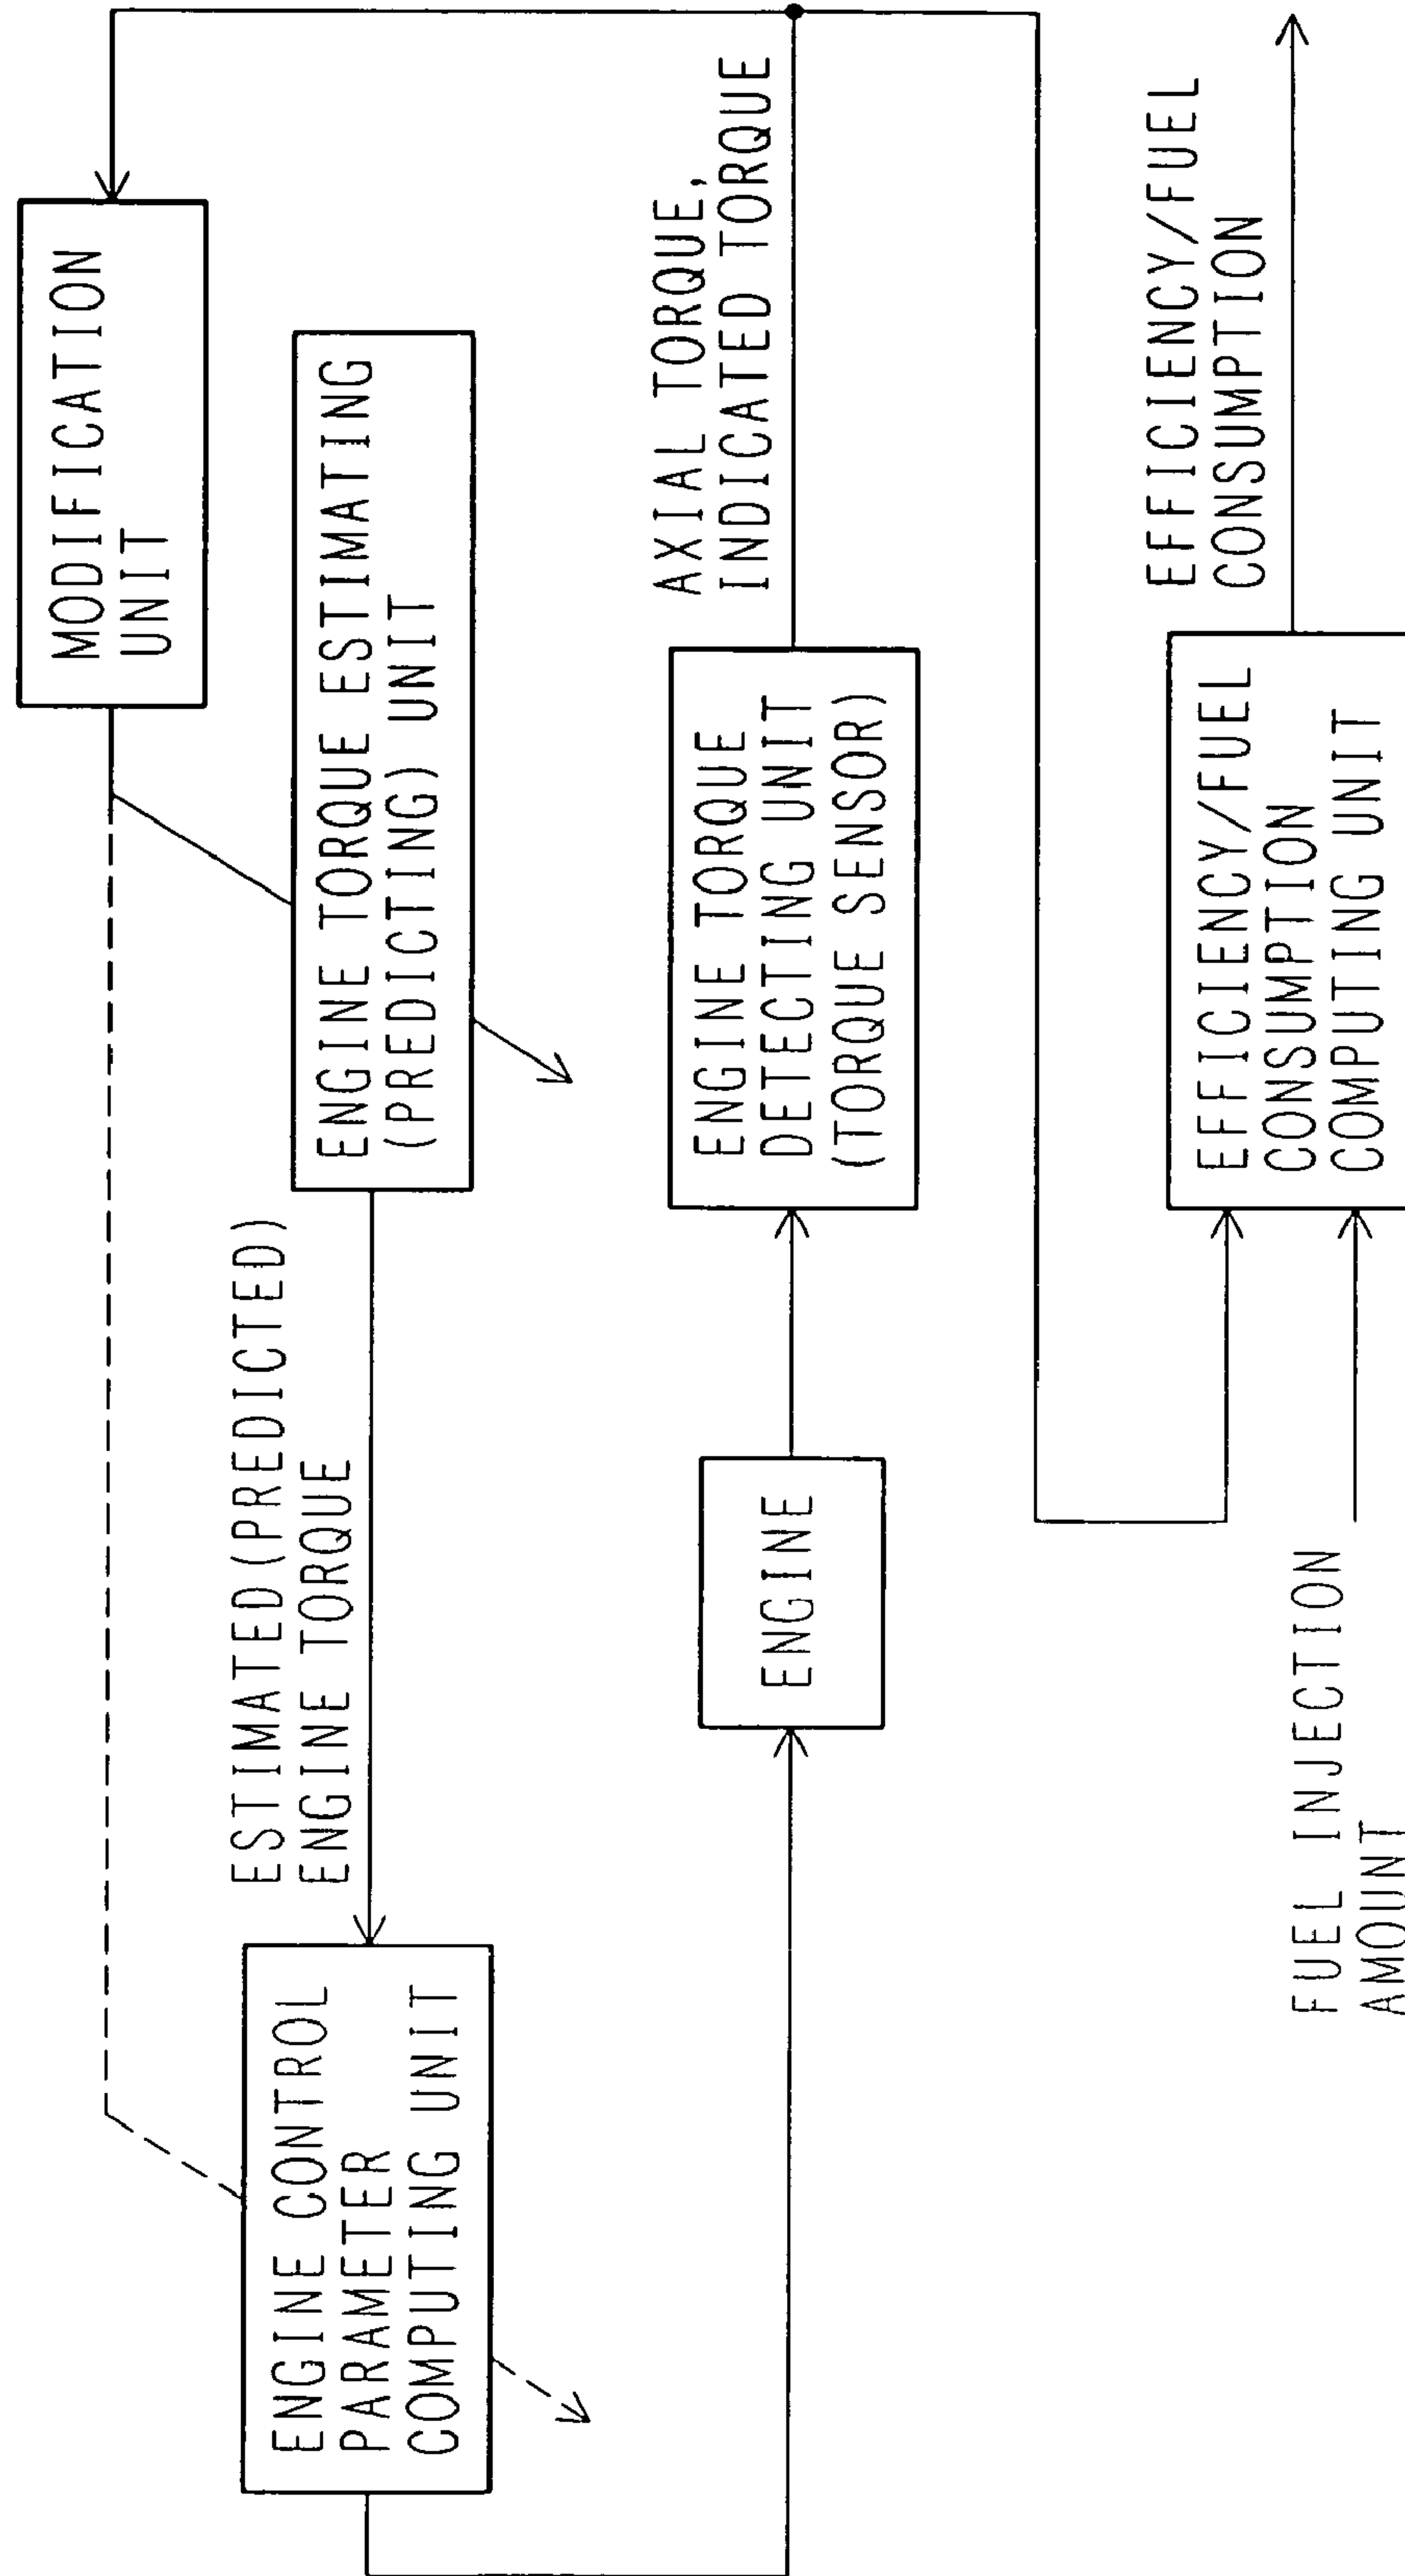 MODIFICATION
UNIT
ENGINE TORQUE ESTIMATING
(PREDICTING) UNIT
ESTIMATED(PREDICTED)
ENGINE TORQUE
ENGINE CONTROL
PARAMETER
COMPUTING UNIT
AXIAL TORQUE,
INDICATED TORQUE
ENGINE TORQUE
DETECTING UNIT
(TORQUE SENSOR)
ENGINE
EFFICIENCY/FUEL
CONSUMPTION
EFFICIENCY/FUEL
CONSUMPTION
COMPUTING UNIT
FUEL INJECTION
AMOUNT